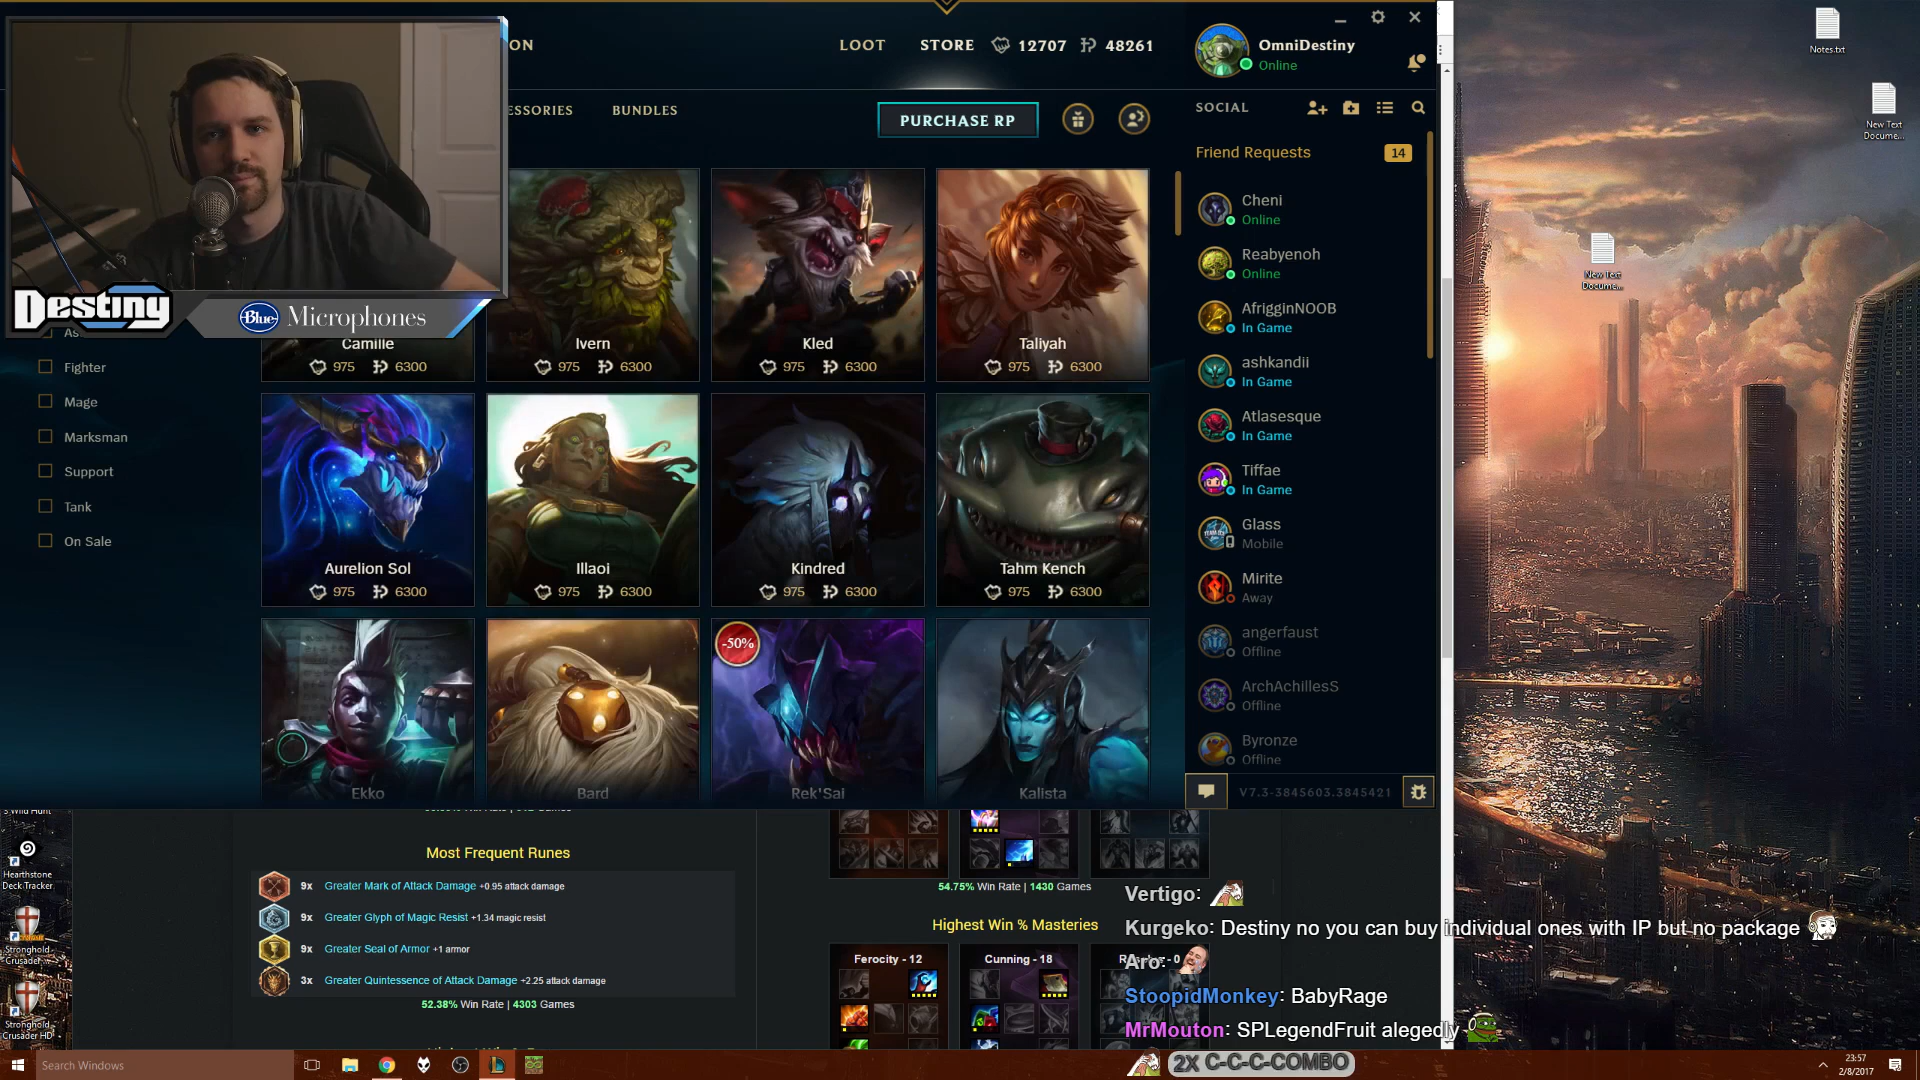 ON
LOOT
STORE
12707
48261
OmniDestiny
Online
ESSORIES
BUNDLES
PURCHASE RP
SOCIAL
Friend Requests
14
Cheni
Online
Reabyenoh
Online
AfrigginNOOB
In Game
ashkandii
In Game
Atlasesque
In Game
Tiffae
In Game
Glass
Mobile
Mirite
Away
angerfaust
Offline
ArchAchillesS
Offline
Byronze
Offline
V7.3-3845603.3845421
Destiny
Blue Microphones
As
Fighter
Mage
Marksman
Support
Tank
On Sale
Camille
975 6300
Ivern
975 6300
Kled
975 6300
Taliyah
975 6300
Aurelion Sol
975 6300
Illaoi
975 6300
Kindred
975 6300
Tahm Kench
975 6300
Ekko
Bard
-50%
Rek'Sai
Kalista
Notes.txt
New Text
Docume...
New Text
Docume...
Hearthstone
Deck Tracker
Stronghold
Crusader...
Stronghold
Crusader HD
Most Frequent Runes
9x Greater Mark of Attack Damage +0.95 attack damage
9x Greater Glyph of Magic Resist +1.34 magic resist
9x Greater Seal of Armor +1 armor
3x Greater Quintessence of Attack Damage +2.25 attack damage
52.38% Win Rate | 4303 Games
54.75% Win Rate | 1430 Games
Highest Win % Masteries
Ferocity - 12
Cunning - 18
Vertigo:
Kurgeko: Destiny no you can buy individual ones with IP but no package
Aro:
StoopidMonkey: BabyRage
MrMouton: SPLegendFruit alegedly
2X C-C-C-COMBO
Search Windows
23:57
2/8/2017